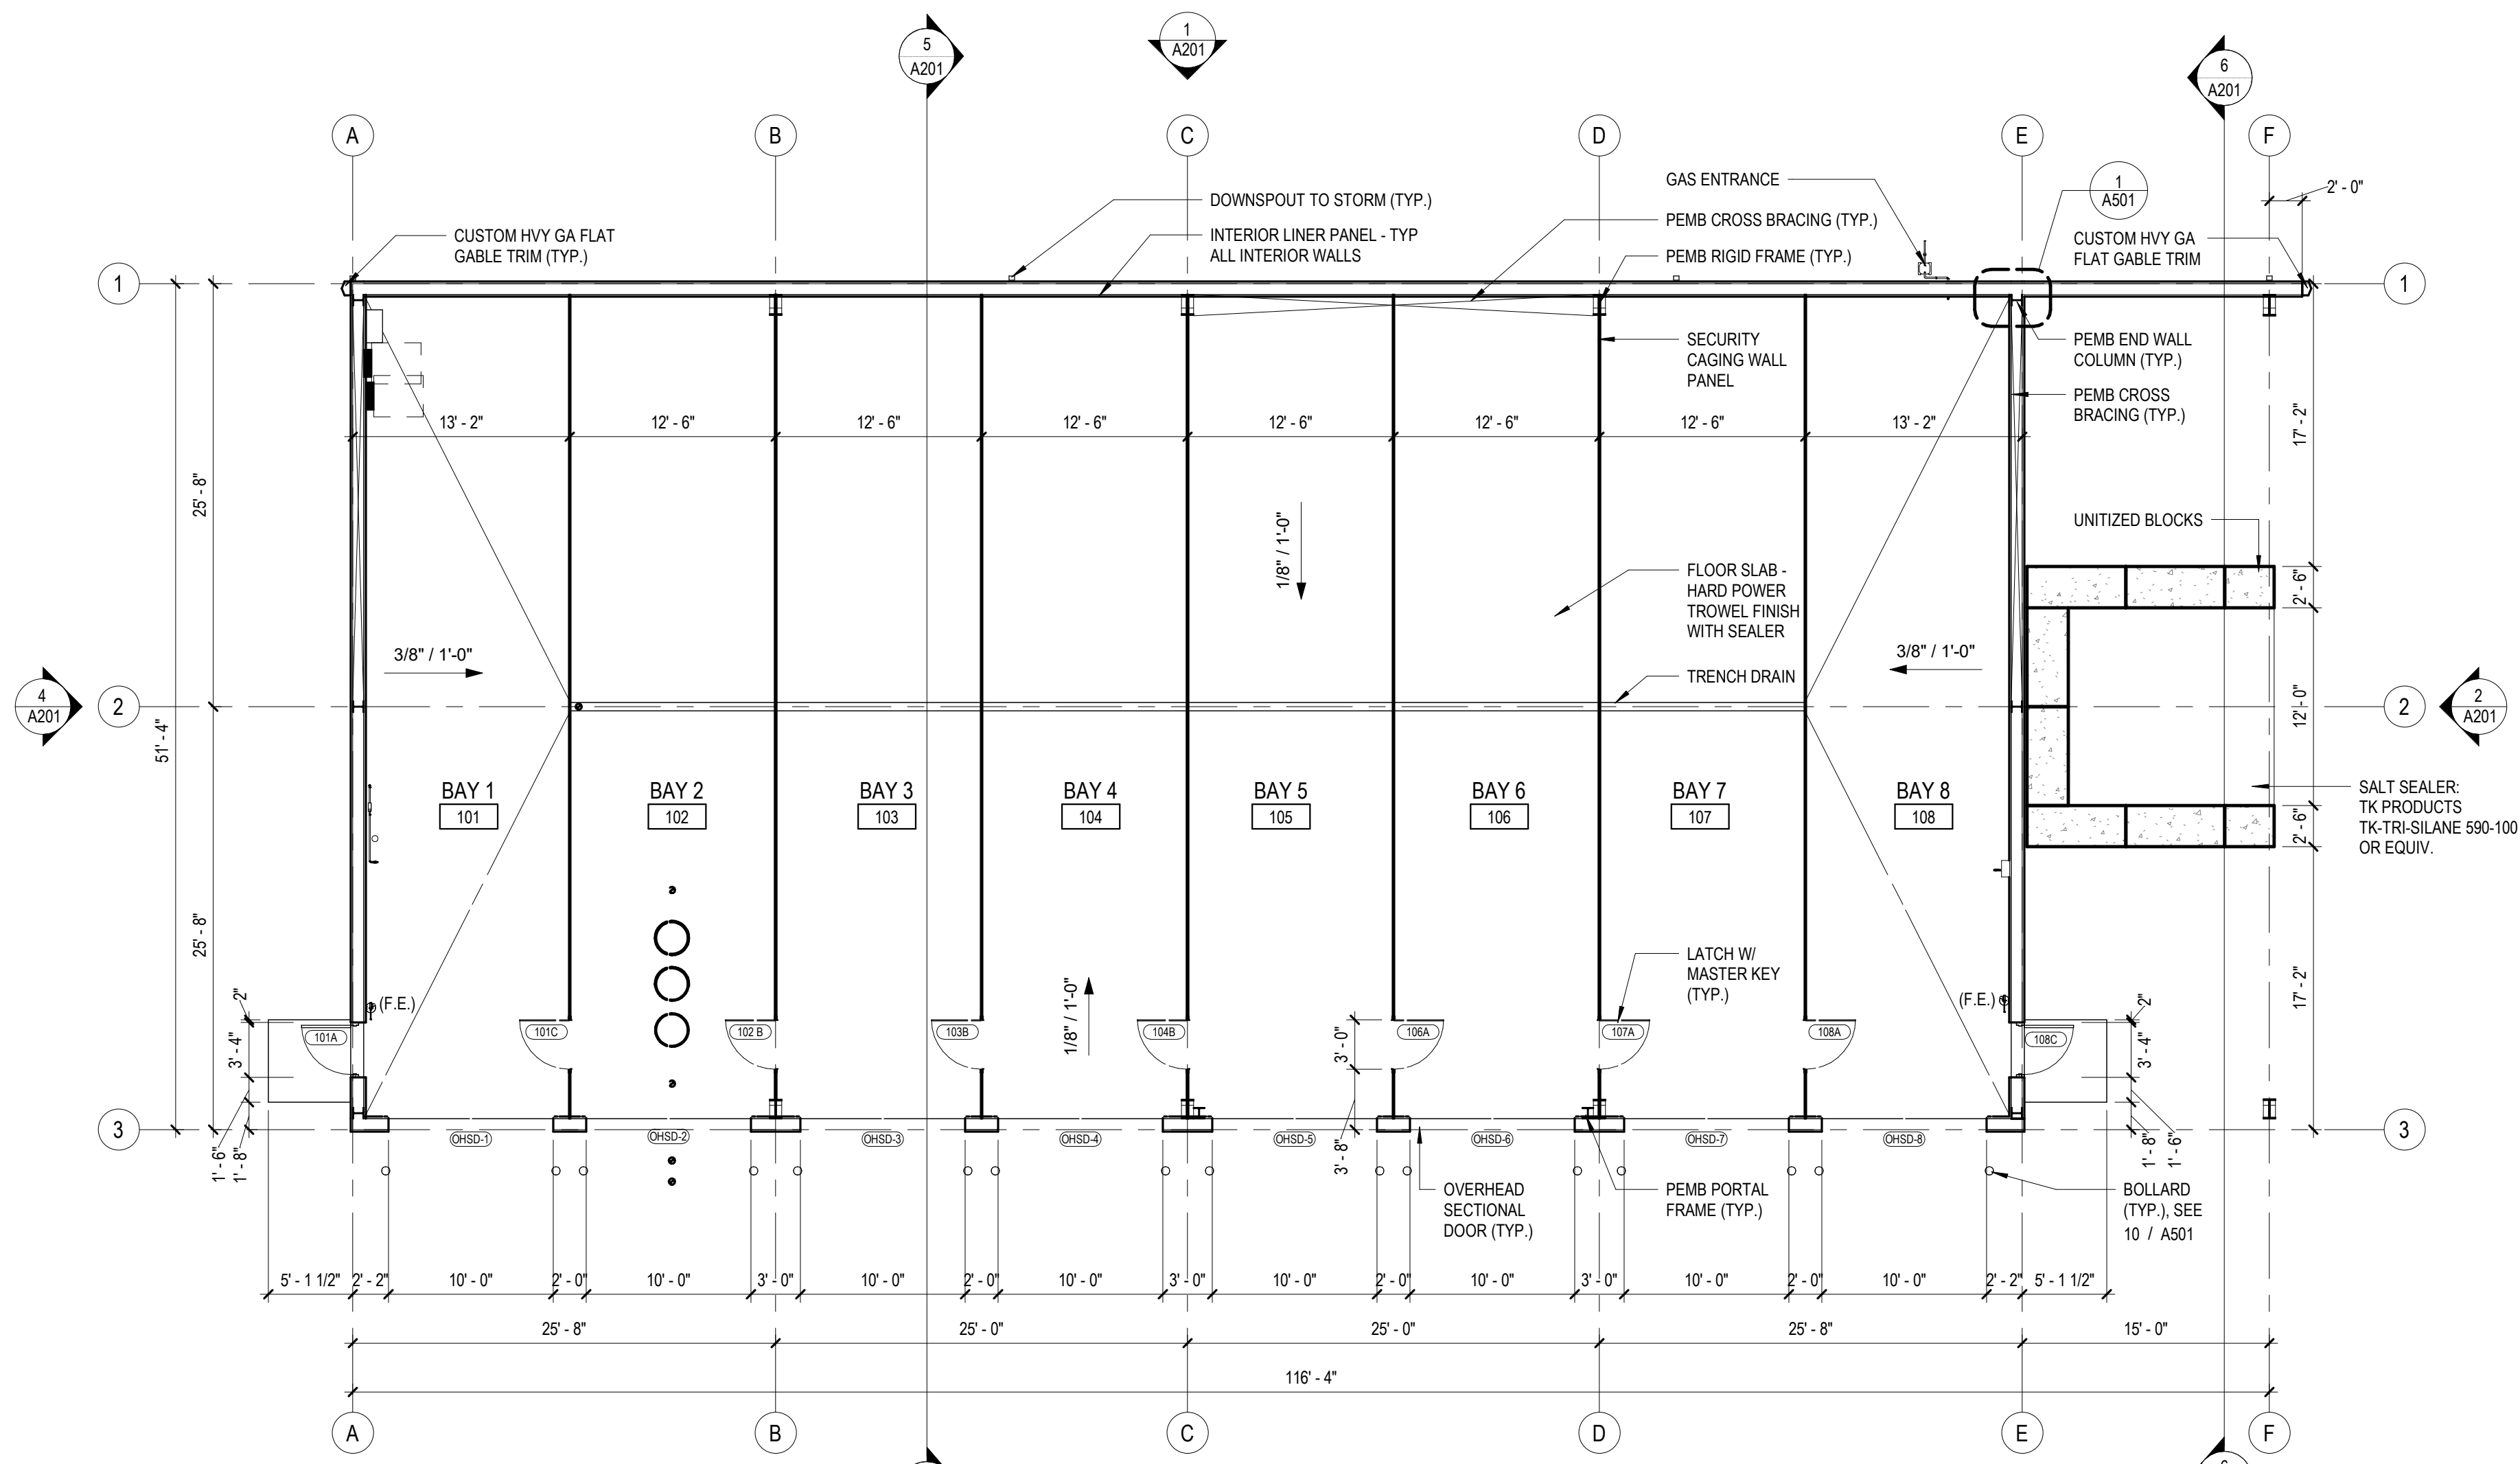 5
A201
1
A201
6
A201
A
B
C
D
E
F
1
A501
2' - 0"
GAS ENTRANCE
DOWNSPOUT TO STORM (TYP.)
PEMB CROSS BRACING (TYP.)
CUSTOM HVY GA FLAT
GABLE TRIM (TYP.)
INTERIOR LINER PANEL - TYP
ALL INTERIOR WALLS
PEMB RIGID FRAME (TYP.)
CUSTOM HVY GA
FLAT GABLE TRIM
1
1
SECURITY
CAGING WALL
PANEL
PEMB END WALL
COLUMN (TYP.)
PEMB CROSS
BRACING (TYP.)
13' - 2"
12' - 6"
12' - 6"
12' - 6"
12' - 6"
12' - 6"
12' - 6"
13' - 2"
17' - 2"
25' - 8"
UNITIZED BLOCKS
1/8" / 1'-0"
FLOOR SLAB -
HARD POWER
TROWEL FINISH
WITH SEALER
2' - 6"
3/8" / 1'-0"
3/8" / 1'-0"
TRENCH DRAIN
4
A201
2
2
2
A201
51' - 4"
12' - 0"
BAY 1
101
BAY 2
102
BAY 3
103
BAY 4
104
BAY 5
105
BAY 6
106
BAY 7
107
BAY 8
108
SALT SEALER:
TK PRODUCTS
TK-TRI-SILANE 590-100
OR EQUIV.
2' - 6"
25' - 8"
LATCH W/
MASTER KEY
(TYP.)
17' - 2"
(F.E.)
(F.E.)
2"
2"
1/8" / 1'-0"
101A
101C
102 B
103B
104B
106A
107A
108A
108C
3' - 4"
3' - 0"
3' - 4"
3
3
OHSD-1
OHSD-2
OHSD-3
OHSD-4
OHSD-5
OHSD-6
OHSD-7
OHSD-8
1' - 6"
1' - 8"
3' - 8"
1' - 8"
1' - 6"
OVERHEAD
SECTIONAL
DOOR (TYP.)
PEMB PORTAL
FRAME (TYP.)
BOLLARD
(TYP.), SEE
10 / A501
5' - 1 1/2"
2' - 2"
10' - 0"
2' - 0"
10' - 0"
3' - 0"
10' - 0"
2' - 0"
10' - 0"
3' - 0"
10' - 0"
2' - 0"
10' - 0"
3' - 0"
10' - 0"
2' - 0"
10' - 0"
2' - 2"
5' - 1 1/2"
25' - 8"
25' - 0"
25' - 0"
25' - 8"
15' - 0"
116' - 4"
A
B
C
D
E
F